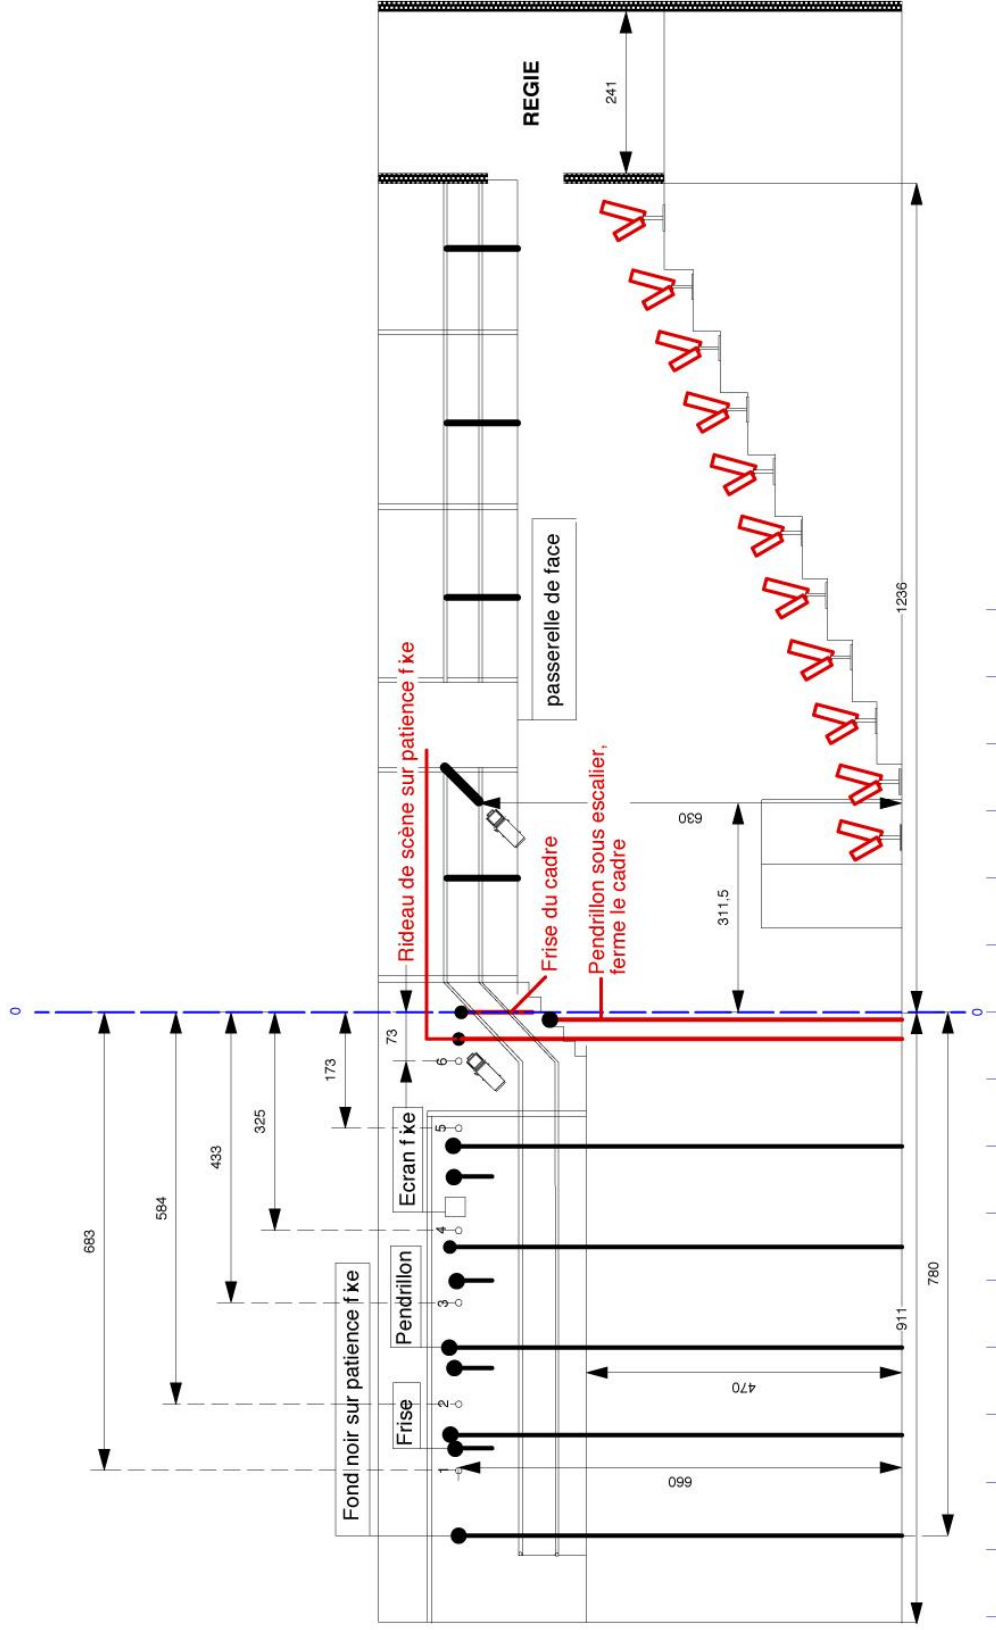 0
683
584
433
325
173
73
Fond noir sur patience fixe
Frise
Pendrillon
Ecran fixe
Rideau de scène sur patience fixe
Frise du cadre
Pendrillon sous escalier,
ferme le cadre
passerelle de face
REGIE
241
1
2
3
4
5
6
660
470
630
311,5
911
1236
780
0